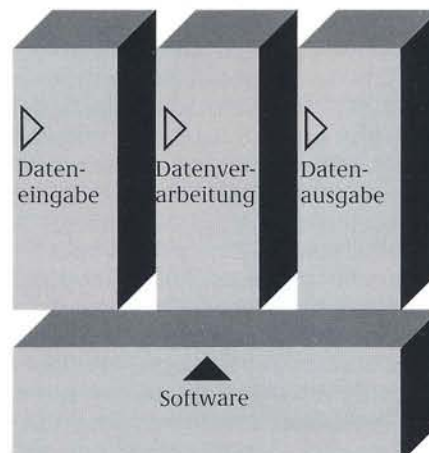 Daten-
eingabe
Datenver-
arbeitung
Daten-
ausgabe
Software